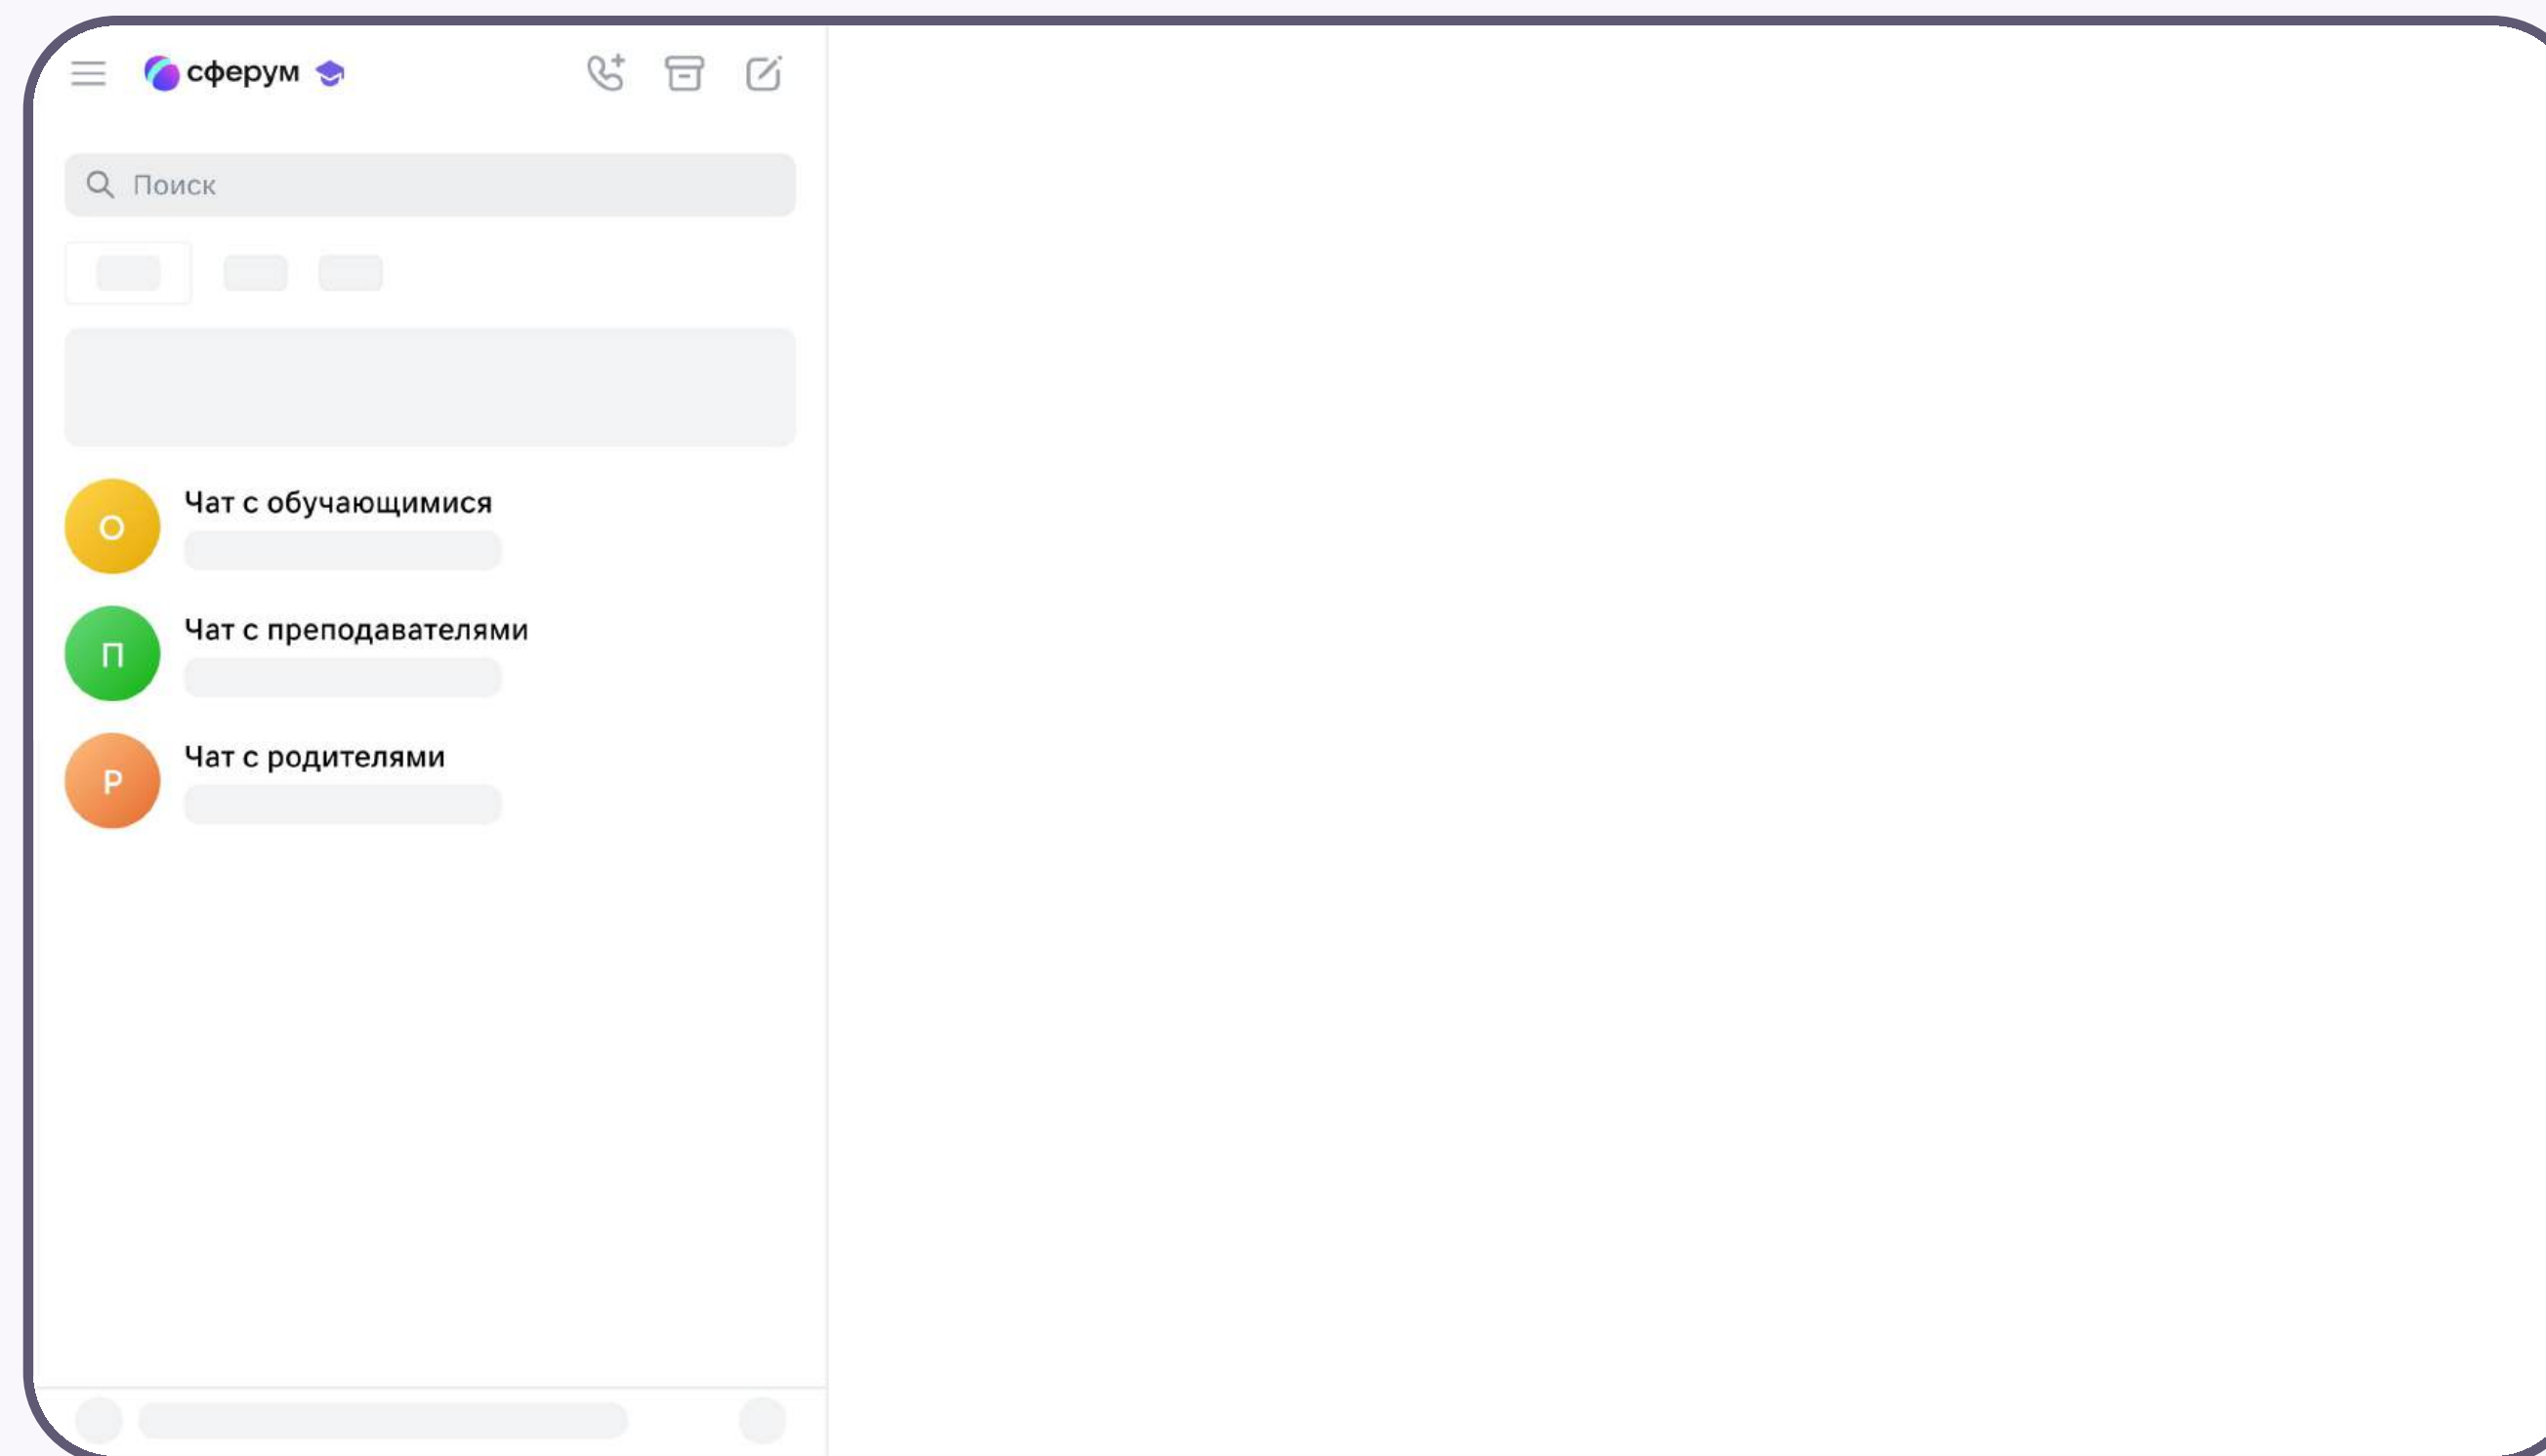 сферум
Поиск
О
Чат с обучающимися
П
Чат с преподавателями
Р
Чат с родителями